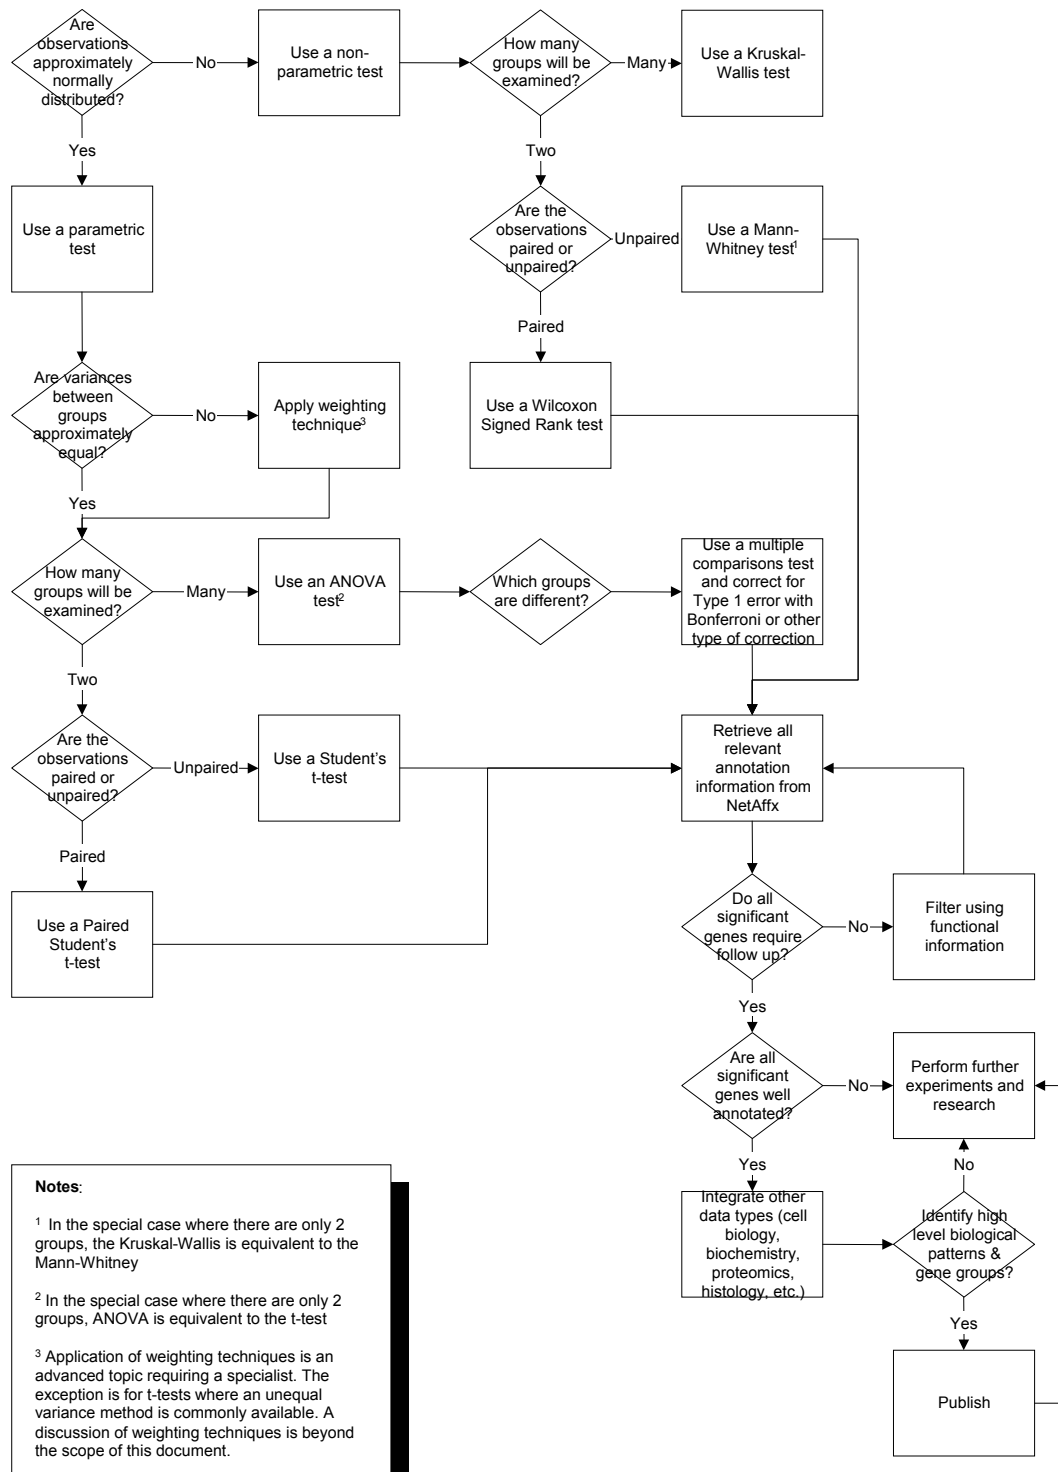 Are
observations
approximately
normally
distributed?
No
Use a non-
parametric test
How many
groups will be
examined?
Many
Use a Kruskal-
Wallis test
Yes
Two
Use a parametric
test
Are the
observations
paired or
unpaired?
Unpaired
Use a Mann-
Whitney test1
Paired
Are variances
between
groups
approximately
equal?
No
Apply weighting
technique3
Use a Wilcoxon
Signed Rank test
Yes
How many
groups will be
examined?
Many
Use an ANOVA
test2
Which groups
are different?
Use a multiple
comparisons test
and correct for
Type 1 error with
Bonferroni or other
type of correction
Two
Are the
observations
paired or
unpaired?
Unpaired
Use a Student's
t-test
Retrieve all
relevant
annotation
information from
NetAffx
Paired
Use a Paired
Student's
t-test
Do all
significant
genes require
follow up?
No
Filter using
functional
information
Yes
Are all
significant
genes well
annotated?
No
Perform further
experiments and
research
Yes
No
Integrate other
data types (cell
biology,
biochemistry,
proteomics,
histology, etc.)
Identify high
level biological
patterns &
gene groups?
Yes
Publish
Notes:
1 In the special case where there are only 2
groups, the Kruskal-Wallis is equivalent to the
Mann-Whitney
2 In the special case where there are only 2
groups, ANOVA is equivalent to the t-test
3 Application of weighting techniques is an
advanced topic requiring a specialist. The
exception is for t-tests where an unequal
variance method is commonly available. A
discussion of weighting techniques is beyond
the scope of this document.